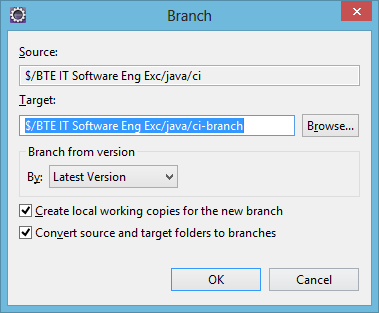 Branch
Source:
$/BTE IT Software Eng Exc/java/ci
Target:
$/BTE IT Software Eng Exc/java/ci-branch
Browse...
Branch from version
By: Latest Version
Create local working copies for the new branch
Convert source and target folders to branches
OK Cancel